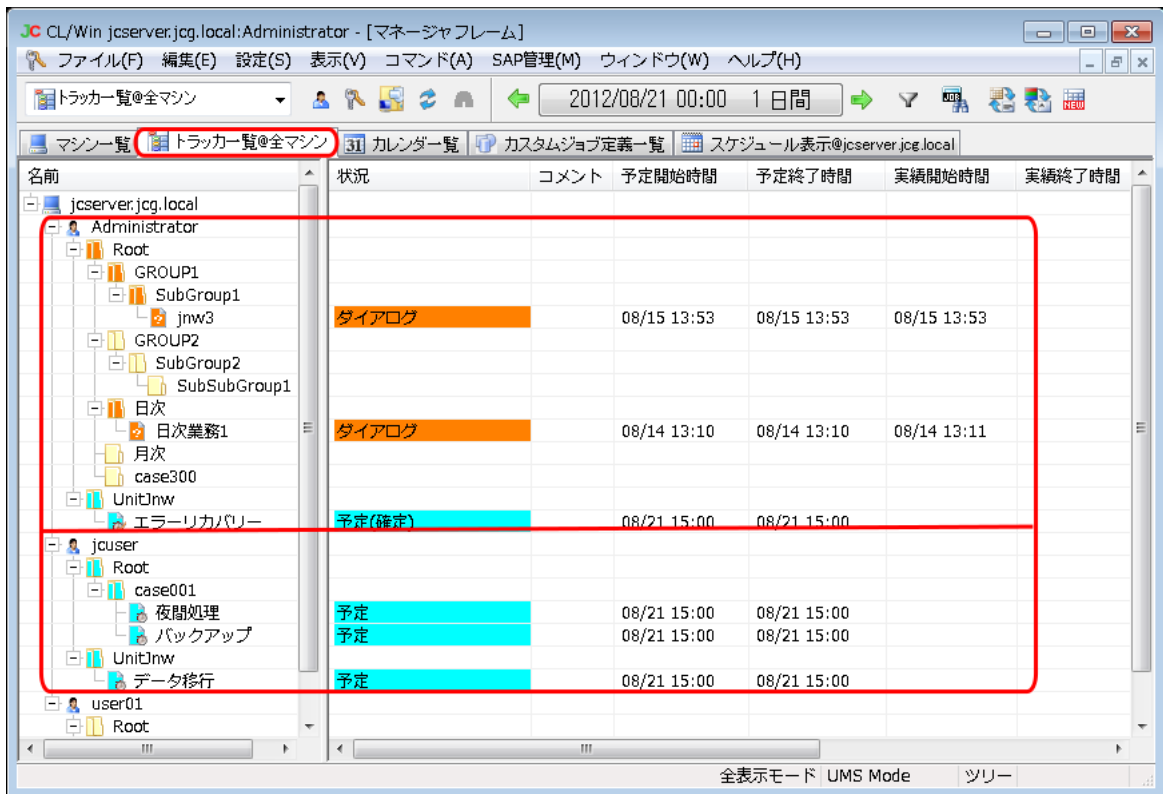 JC CL/Win jcserver.jcg.local:Administrator - [マネージャフレーム]
ファイル(F) 編集(E) 設定(S) 表示(V) コマンド(A) SAP管理(M) ウィンドウ(W) ヘルプ(H)
トラッカ一覧@全マシン 2012/08/21 00:00 1 日間 JOB NEW
マシン一覧 トラッカ一覧@全マシン 31 カレンダ一覧 カスタムジョブ定義一覧 スケジュール表示@jcserver.jcg.local
名前 状況 コメント 予定開始時間 予定終了時間 実績開始時間 実績終了時間
jcserver.jcg.local
Administrator
Root
GROUP1
SubGroup1
jnw3 ダイアログ 08/15 13:53 08/15 13:53 08/15 13:53
GROUP2
SubGroup2
SubSubGroup1
日次
日次業務1 ダイアログ 08/14 13:10 08/14 13:10 08/14 13:11
月次
case300
UnitJnw
エラーリカバリー 予定(確定) 08/21 15:00 08/21 15:00
jcuser
Root
case001
夜間処理 予定 08/21 15:00 08/21 15:00
バックアップ 予定 08/21 15:00 08/21 15:00
UnitJnw
データ移行 予定 08/21 15:00 08/21 15:00
user01
Root
全表示モード UMS Mode ツリー